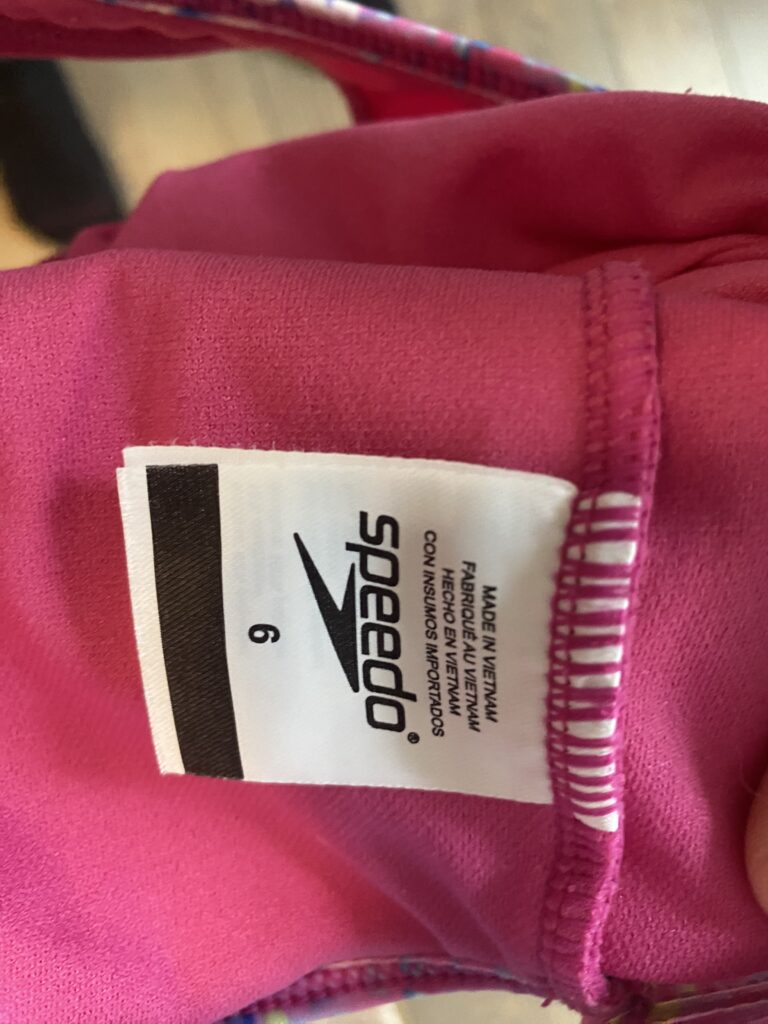 MADE IN VIETNAM
FABRIQUÉ AU VIETNAM
HECHO EN VIETNAM
CON INSUMOS IMPORTADOS
speedo®
6